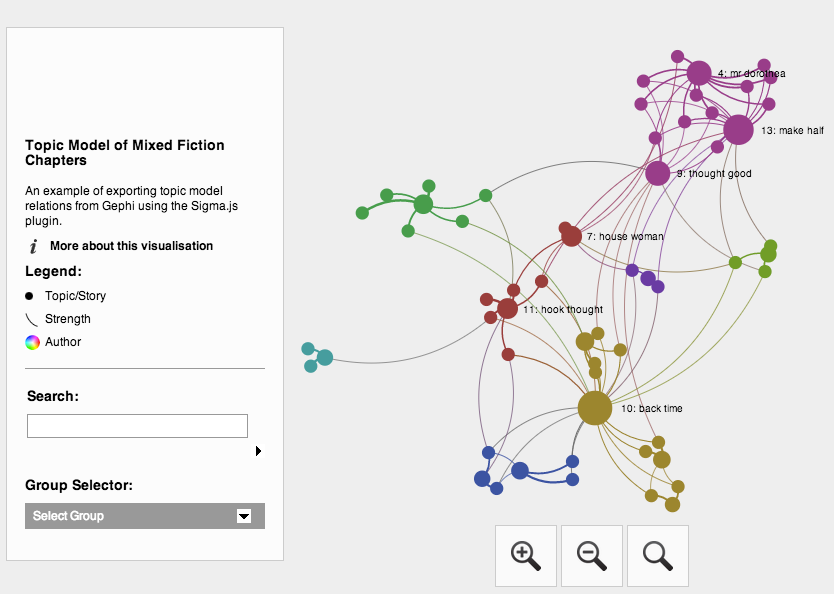 Topic Model of Mixed Fiction
Chapters
An example of exporting topic model
relations from Gephi using the Sigma.js
plugin.
i More about this visualisation
Legend:
Topic/Story
Strength
Author
Search:
Group Selector:
Select Group
4: mr dorothea
13: make half
9: thought good
7: house woman
11: hook thought
10: back time